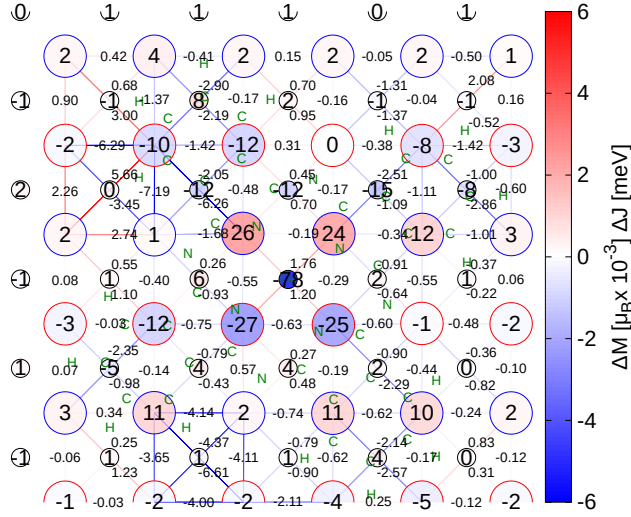 0 1 1 1 0 1 6
2 0.42 4 -0.41 2 0.15 2 -0.05 2 -0.50 1
H
0.68 -2.90 0.70 -1.31 2.08
-1 0.90 -1 H -1.37 8 -0.17 H 2 -0.16 -1 -0.04 -1 0.16 4
3.00 C -2.19 C 0.95 -1.37 H H -0.52
-2 -6.29 -10 -1.42 -12 0.31 0 -0.38 -8 -1.42 -3
C C C C
5.66 -2.05 0.45 N -2.51 -1.00 2
2 2.26 0 -7.19 -12 -0.48 C -12 -0.17 -15 -1.11 -9 H -0.60
-3.45 -6.26 0.70 C -1.09 -2.86
2 2.74 1 -1.68 C 26 N -0.19 24 -0.34 C 12 -1.01 3
N N 0
0.55 0.26 1.76 -0.91 C H -0.37
-1 0.08 1 -0.40 6 -0.55 -78 -0.29 2 -0.55 1 0.06
H 1.10 C -0.93 N 1.20 -0.64 N -0.22
-3 -0.03 C -12 C -0.75 -27 -0.63 N -25 C -0.60 -1 -0.48 -2 -2
-2.35 -0.79 C 0.27 C -0.90 -0.36
1 0.07 H -5 C -0.14 4 0.57 N 4 -0.19 2 0 -0.10
-0.98 -0.43 0.48 -2.29 H -0.82
C C C C
3 0.34 11 -4.14 2 -0.74 11 -0.62 10 -0.24 2 -4
H H C C
0.25 -4.37 -0.79 -2.14 0.83
-1 -0.06 1 -3.65 1 -4.11 1 -0.62 C -4 -0.17 H 0 -0.12
1.23 -6.61 -0.90 -2.57 0.31
-1 -0.03 -2 -4.00 -2 -2.11 -4 H 0.25 -5 -0.12 -2 -6
ΔM [μBx 10-3] ΔJ [meV]